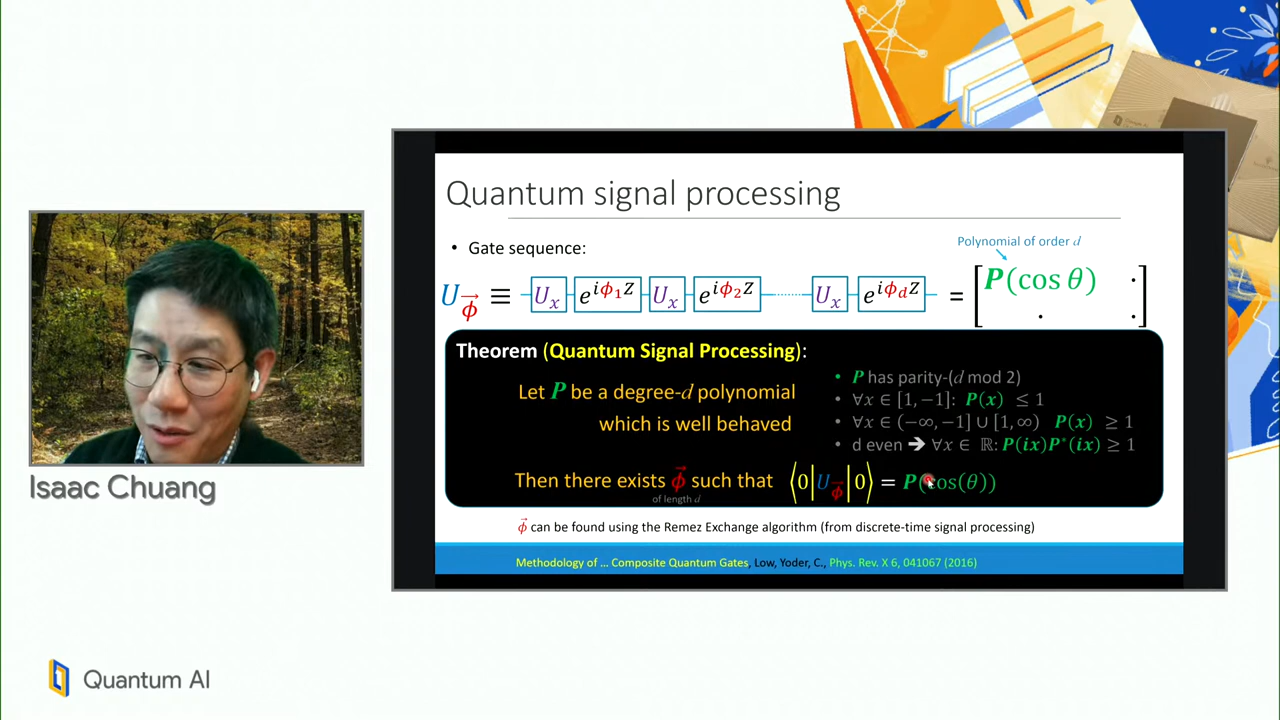 Quantum signal processing
• Gate sequence:
Polynomial of order d
U_ϕ⃗ ≡ U_x e^{iϕ_1 Z} U_x e^{iϕ_2 Z} ........ U_x e^{iϕ_d Z} = [ P(cos θ) · · · ]
Theorem (Quantum Signal Processing):
Let P be a degree-d polynomial
which is well behaved
• P has parity-(d mod 2)
• ∀x ∈ [1, −1]: P(x) ≤ 1
• ∀x ∈ (−∞, −1] ∪ [1, ∞) P(x) ≥ 1
• d even ➔ ∀x ∈ ℝ: P(ix)P*(ix) ≥ 1
Then there exists ϕ⃗ such that ⟨0|U_ϕ⃗|0⟩ = P(cos(θ))
of length d
ϕ⃗ can be found using the Remez Exchange algorithm (from discrete-time signal processing)
Methodology of ... Composite Quantum Gates, Low, Yoder, C., Phys. Rev. X 6, 041067 (2016)
Isaac Chuang
Quantum AI